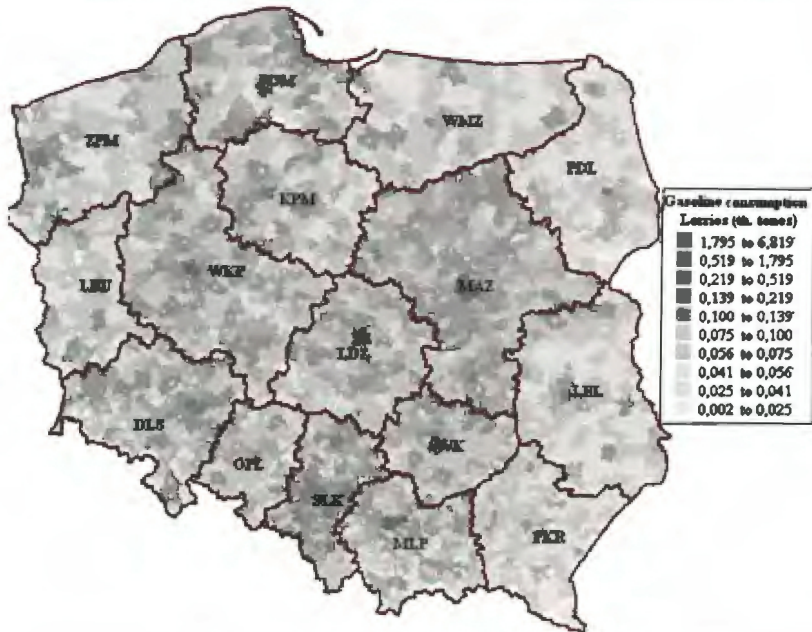 ZPM
WMZ
PDL
KPM
WKP
LBU
MAZ
LDZ
LBL
DLS
OPL
SLK
MLP
PKR
Gasoline consumption
Lorries (th. tones)
1,795 to 6,819
0,519 to 1,795
0,219 to 0,519
0,139 to 0,219
0,100 to 0,139
0,075 to 0,100
0,056 to 0,075
0,041 to 0,056
0,025 to 0,041
0,002 to 0,025